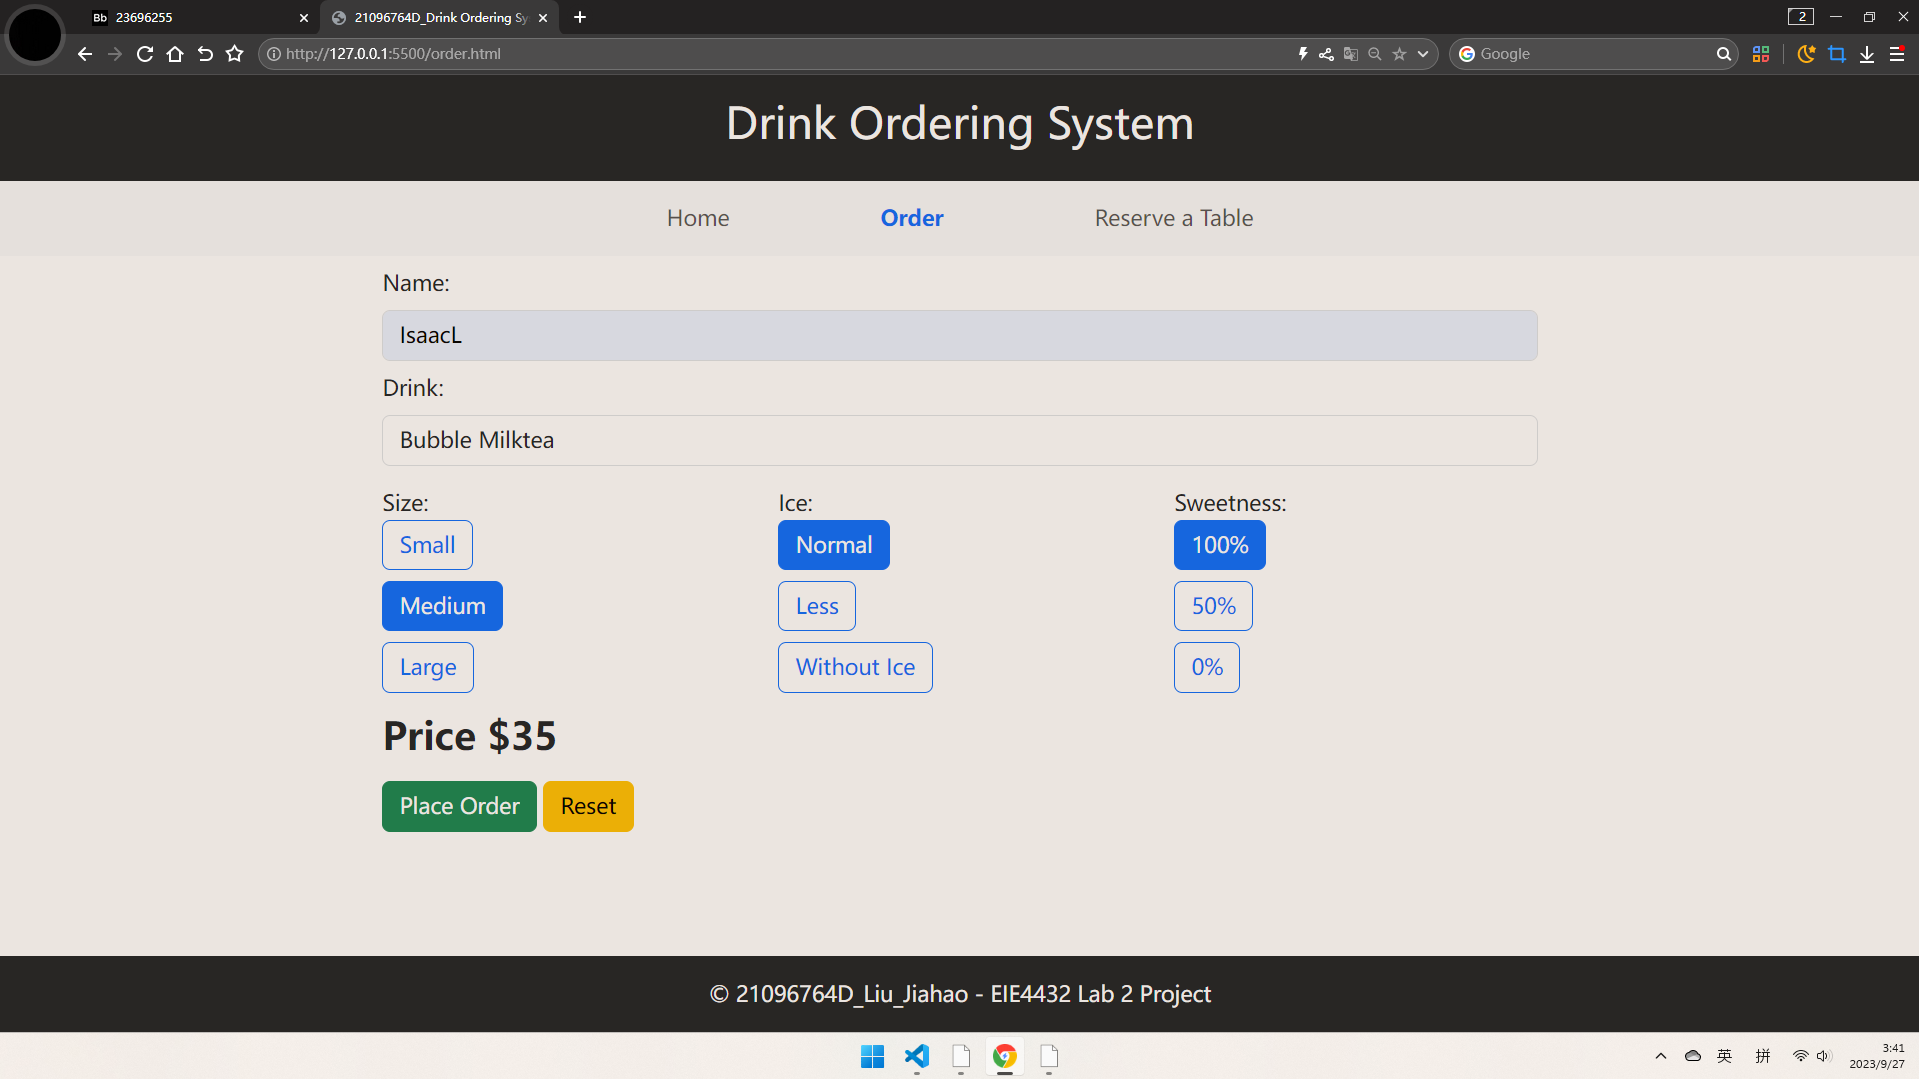 Bb 23696255
21096764D_Drink Ordering Sy
2
http://127.0.0.1:5500/order.html
Google
Drink Ordering System
Home Order Reserve a Table
Name:
IsaacL
Drink:
Bubble Milktea
Size: Ice: Sweetness:
Small Normal 100%
Medium Less 50%
Large Without Ice 0%
Price $35
Place Order Reset
© 21096764D_Liu_Jiahao - EIE4432 Lab 2 Project
英 拼
3:41
2023/9/27